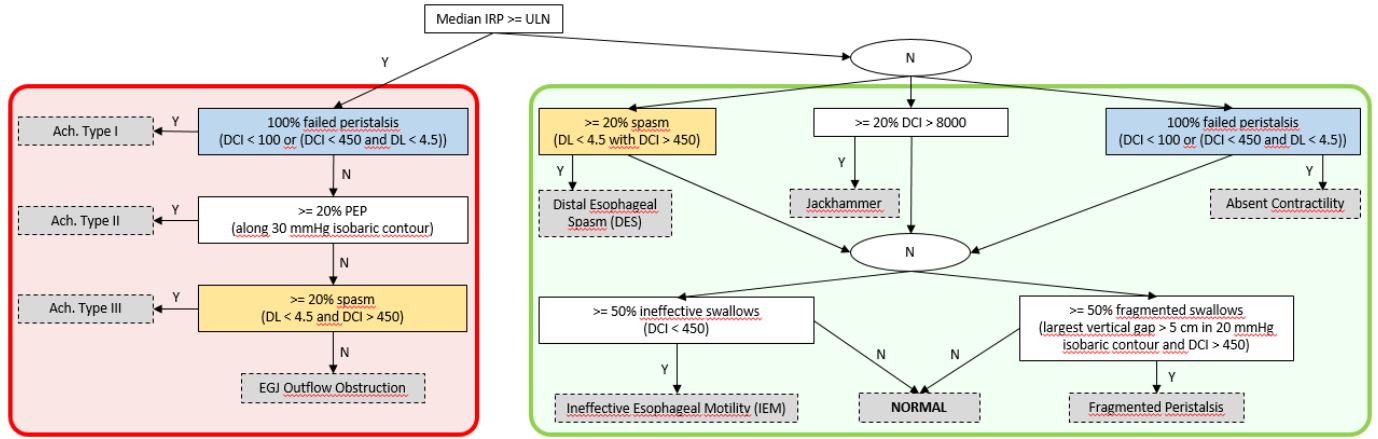 Median IRP >= ULN
Y
N
Ach. Type I
Y
100% failed peristalsis
(DCI < 100 or (DCI < 450 and DL < 4.5))
N
Ach. Type II
Y
>= 20% PEP
(along 30 mmHg isobaric contour)
N
Ach. Type III
Y
>= 20% spasm
(DL < 4.5 and DCI > 450)
N
EGJ Outflow Obstruction
>= 20% spasm
(DL < 4.5 with DCI > 450)
Y
Distal Esophageal
Spasm (DES)
>= 20% DCI > 8000
Y
Jackhammer
100% failed peristalsis
(DCI < 100 or (DCI < 450 and DL < 4.5))
Y
Absent Contractility
N
>= 50% ineffective swallows
(DCI < 450)
Y
Ineffective Esophageal Motility (IEM)
N
N
NORMAL
>= 50% fragmented swallows
(largest vertical gap > 5 cm in 20 mmHg
isobaric contour and DCI > 450)
Y
Fragmented Peristalsis